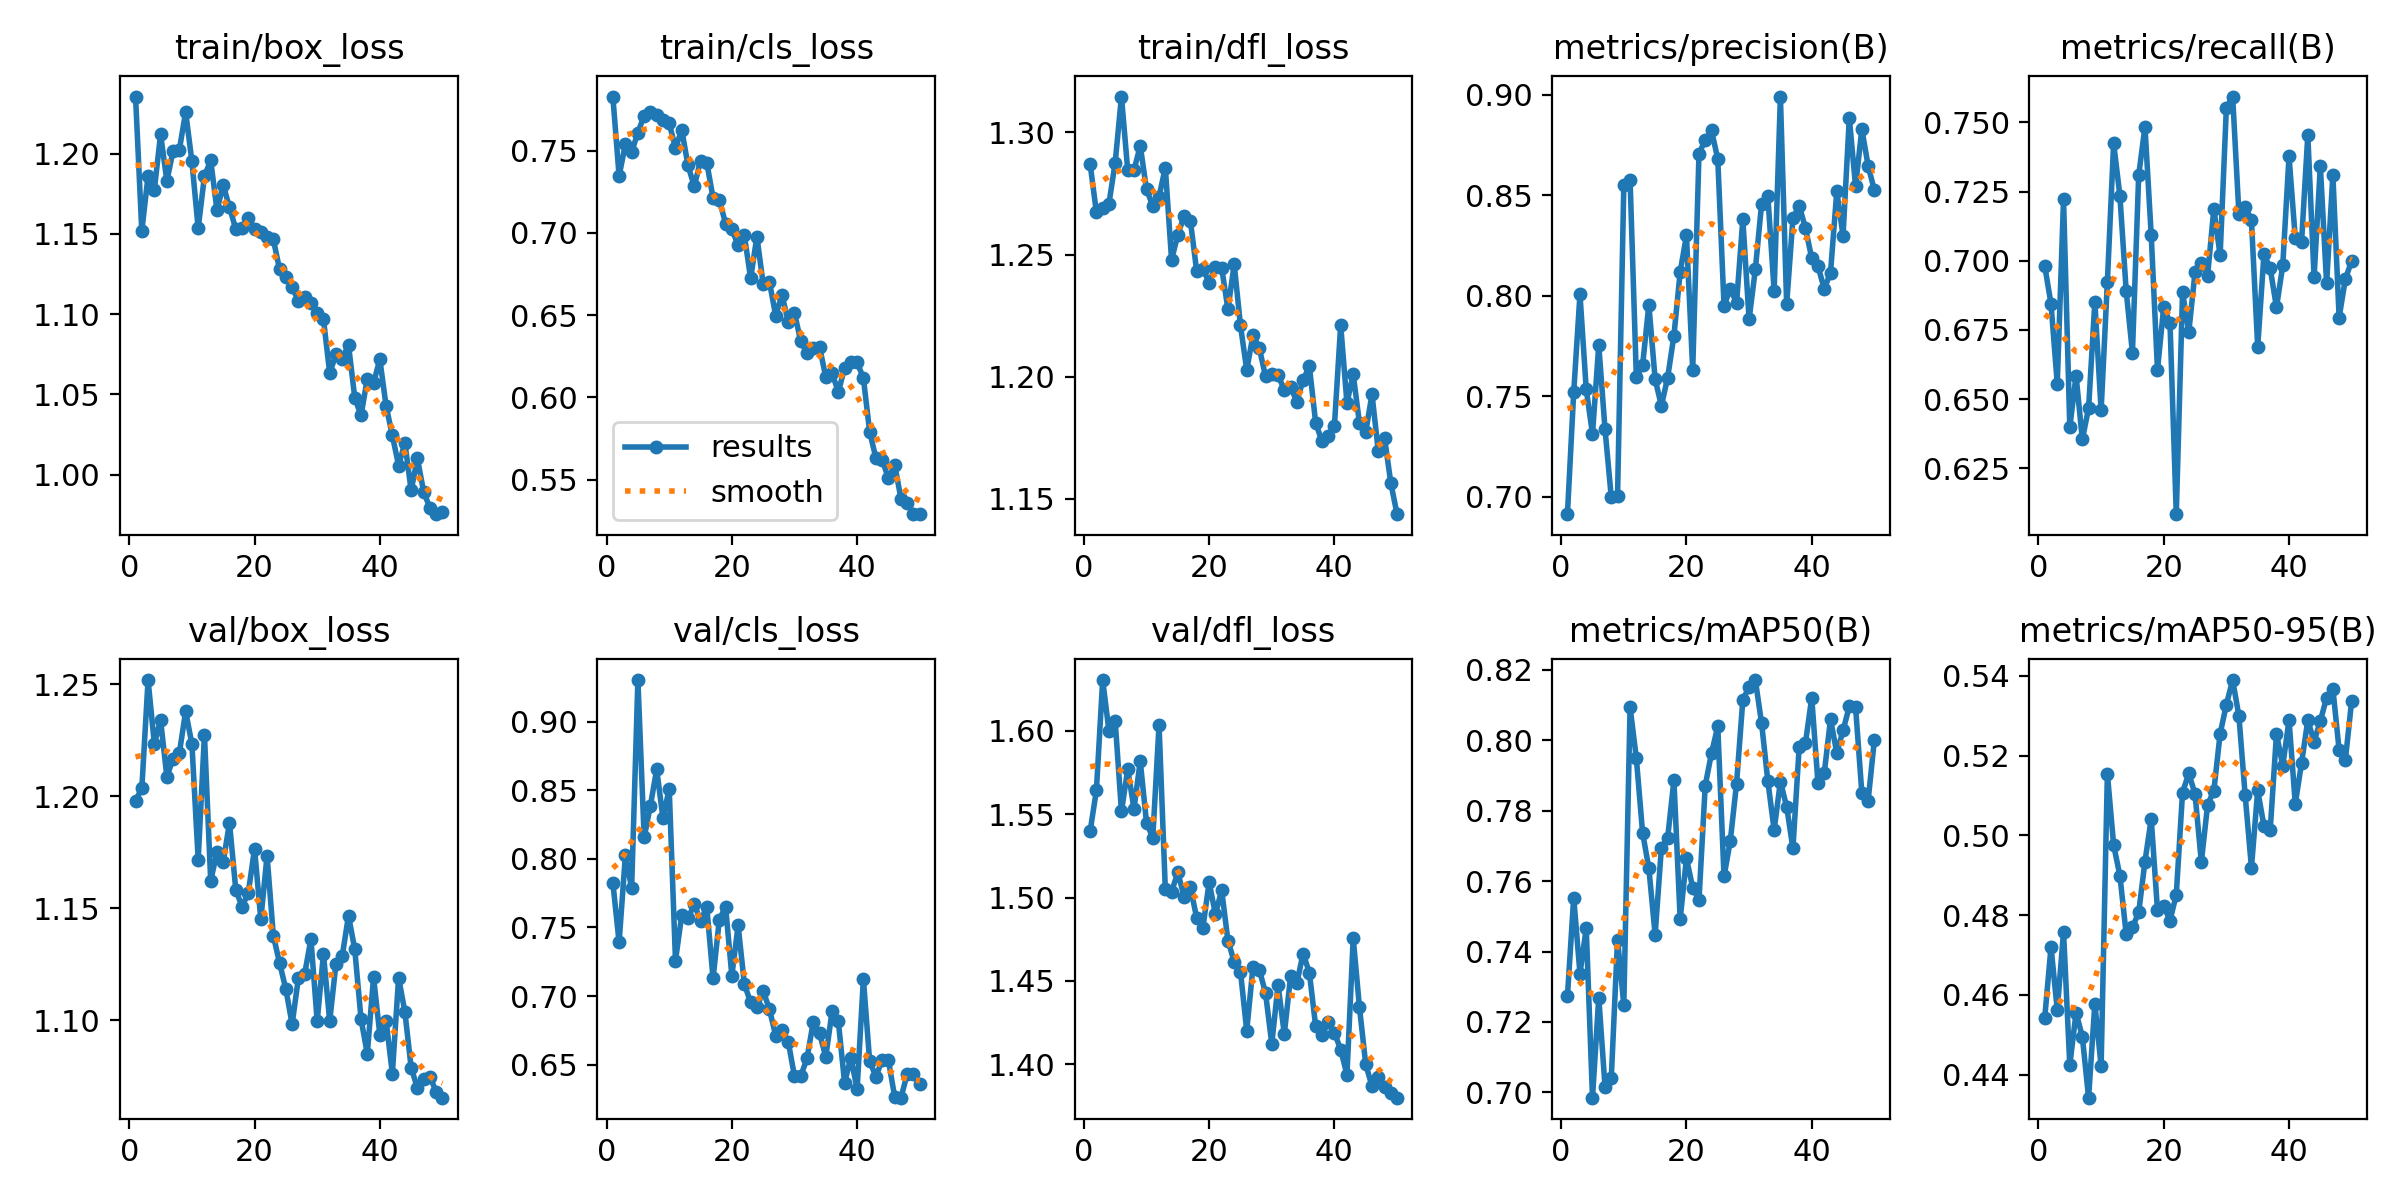 train/box_loss
1.20
1.15
1.10
1.05
1.00
0 20 40
train/cls_loss
0.75
0.70
0.65
0.60
0.55
results
smooth
0 20 40
train/dfl_loss
1.30
1.25
1.20
1.15
0 20 40
metrics/precision(B)
0.90
0.85
0.80
0.75
0.70
0 20 40
metrics/recall(B)
0.750
0.725
0.700
0.675
0.650
0.625
0 20 40
val/box_loss
1.25
1.20
1.15
1.10
0 20 40
val/cls_loss
0.90
0.85
0.80
0.75
0.70
0.65
0 20 40
val/dfl_loss
1.60
1.55
1.50
1.45
1.40
0 20 40
metrics/mAP50(B)
0.82
0.80
0.78
0.76
0.74
0.72
0.70
0 20 40
metrics/mAP50-95(B)
0.54
0.52
0.50
0.48
0.46
0.44
0 20 40